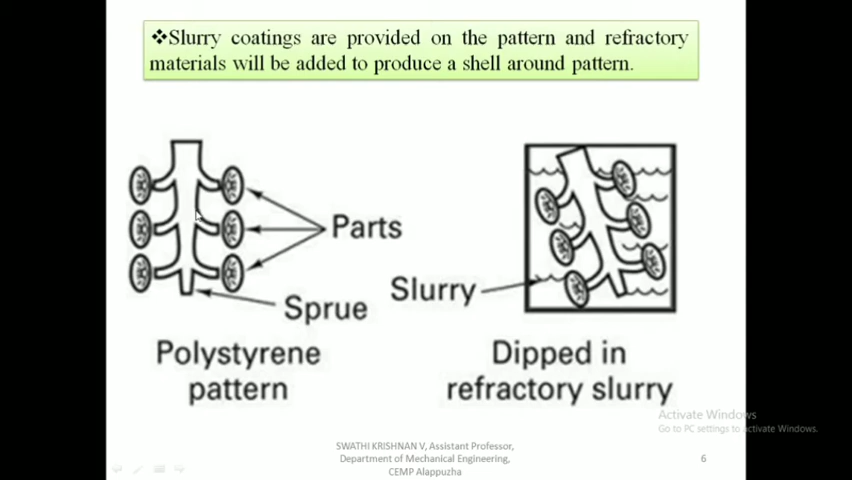 ❖Slurry coatings are provided on the pattern and refractory
materials will be added to produce a shell around pattern.
Parts
Slurry
Sprue
Polystyrene
pattern
Dipped in
refractory slurry
Activate Windows
Go to PC settings to activate Windows.
SWATHI KRISHNAN V, Assistant Professor,
Department of Mechanical Engineering,
CEMP Alappuzha
6